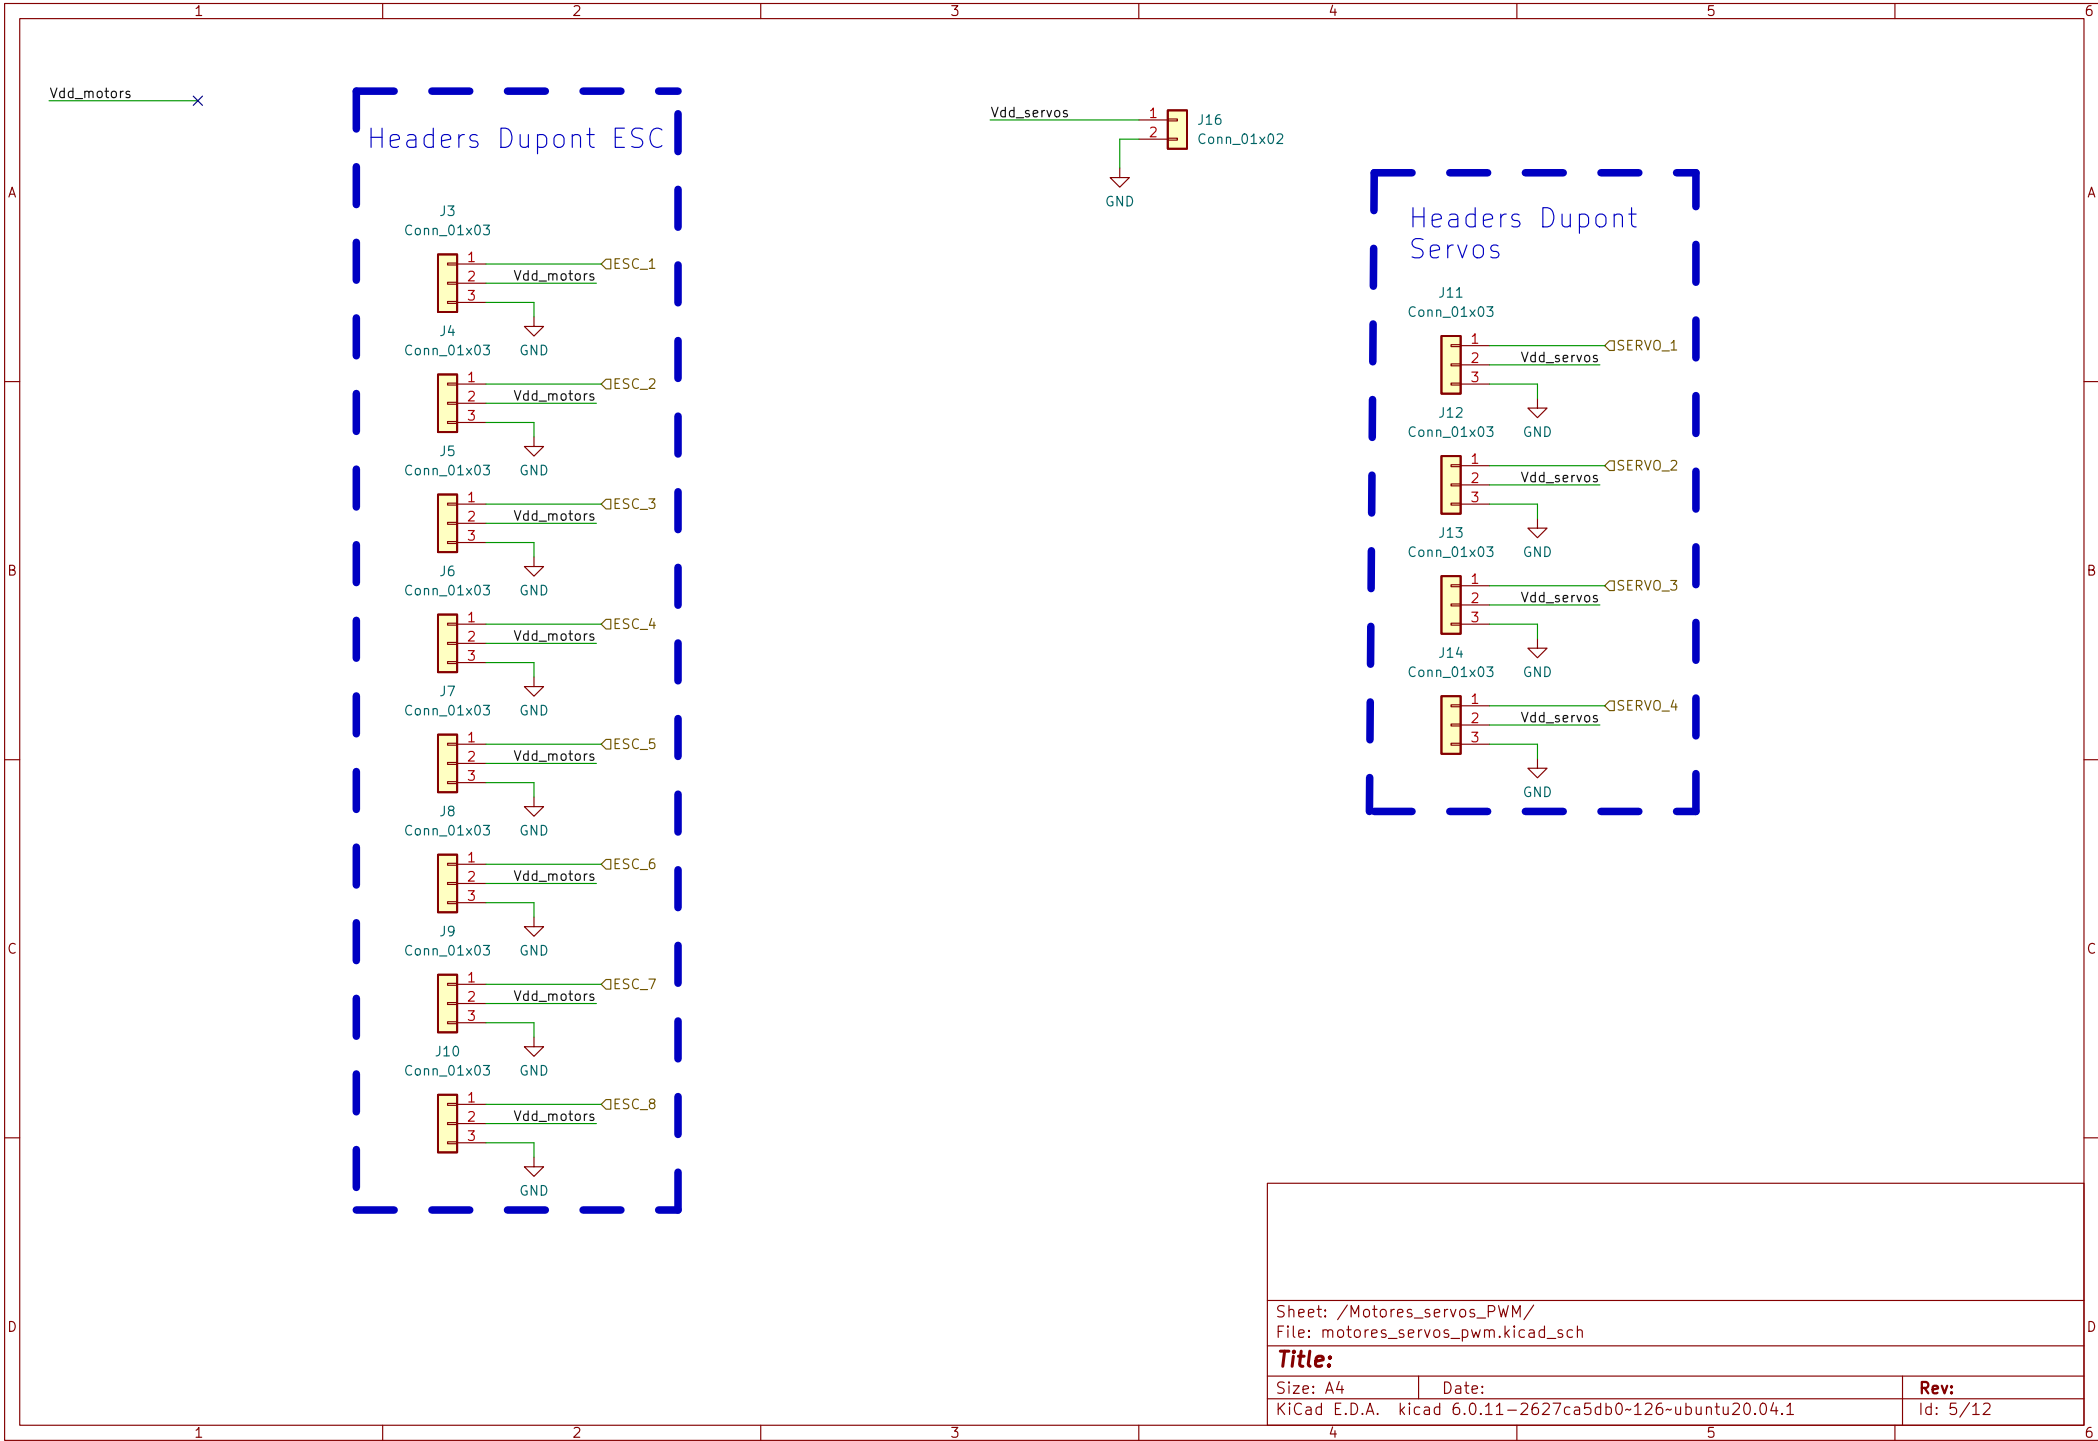 1 2 3 4 5 6
Vdd_motors
Headers Dupont ESC
J3
Conn_01x03
1 ESC_1
2 Vdd_motors
3
GND
J4
Conn_01x03
1 ESC_2
2 Vdd_motors
3
GND
J5
Conn_01x03
1 ESC_3
2 Vdd_motors
3
GND
J6
Conn_01x03
1 ESC_4
2 Vdd_motors
3
GND
J7
Conn_01x03
1 ESC_5
2 Vdd_motors
3
GND
J8
Conn_01x03
1 ESC_6
2 Vdd_motors
3
GND
J9
Conn_01x03
1 ESC_7
2 Vdd_motors
3
GND
J10
Conn_01x03
1 ESC_8
2 Vdd_motors
3
GND
Vdd_servos 1 J16
2 Conn_01x02
GND
Headers Dupont
Servos
J11
Conn_01x03
1 SERVO_1
2 Vdd_servos
3
GND
J12
Conn_01x03
1 SERVO_2
2 Vdd_servos
3
GND
J13
Conn_01x03
1 SERVO_3
2 Vdd_servos
3
GND
J14
Conn_01x03
1 SERVO_4
2 Vdd_servos
3
GND
A A
B B
C C
D D
Sheet: /Motores_servos_PWM/
File: motores_servos_pwm.kicad_sch
Title:
Size: A4 Date: Rev:
KiCad E.D.A. kicad 6.0.11-2627ca5db0~126~ubuntu20.04.1 Id: 5/12
1 2 3 4 5 6